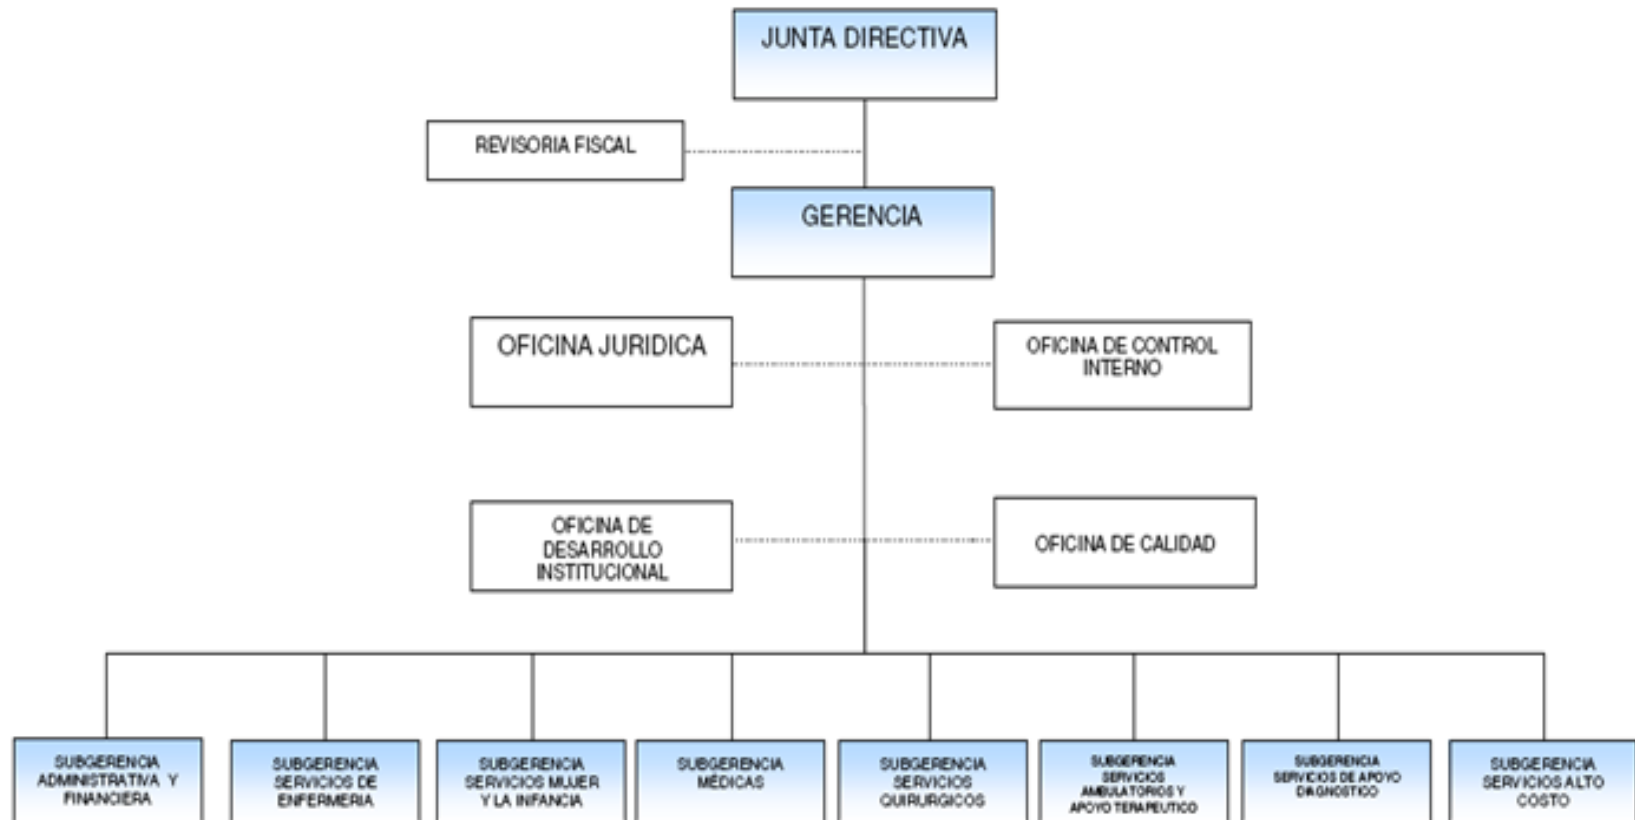 JUNTA DIRECTIVA
REVISORIA FISCAL
GERENCIA
OFICINA JURIDICA
OFICINA DE CONTROL
INTERNO
OFICINA DE
DESARROLLO
INSTITUCIONAL
OFICINA DE CALIDAD
SUBGERENCIA
ADMINISTRATIVA Y
FINANCIERA
SUBGERENCIA
SERVICIOS DE
ENFERMERIA
SUBGERENCIA
SERVICIOS MUJER
Y LA INFANCIA
SUBGERENCIA
MÉDICAS
SUBGERENCIA
SERVICIOS
QUIRURGICOS
SUBGERENCIA
SERVICIOS
AMBULATORIOS Y
APOYO TERAPEUTICO
SUBGERENCIA
SERVICIOS DE APOYO
DIAGNOSTICO
SUBGERENCIA
SERVICIOS ALTO
COSTO